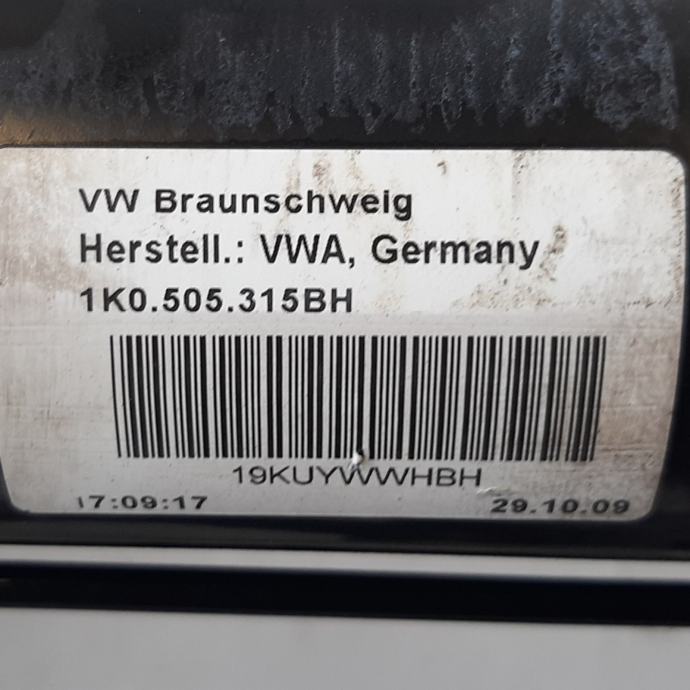 VW Braunschweig
Herstell.: VWA, Germany
1K0.505.315BH
19KUYWWHBH
17:09:17 29.10.09